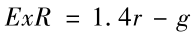 ExR = 1.4r - g